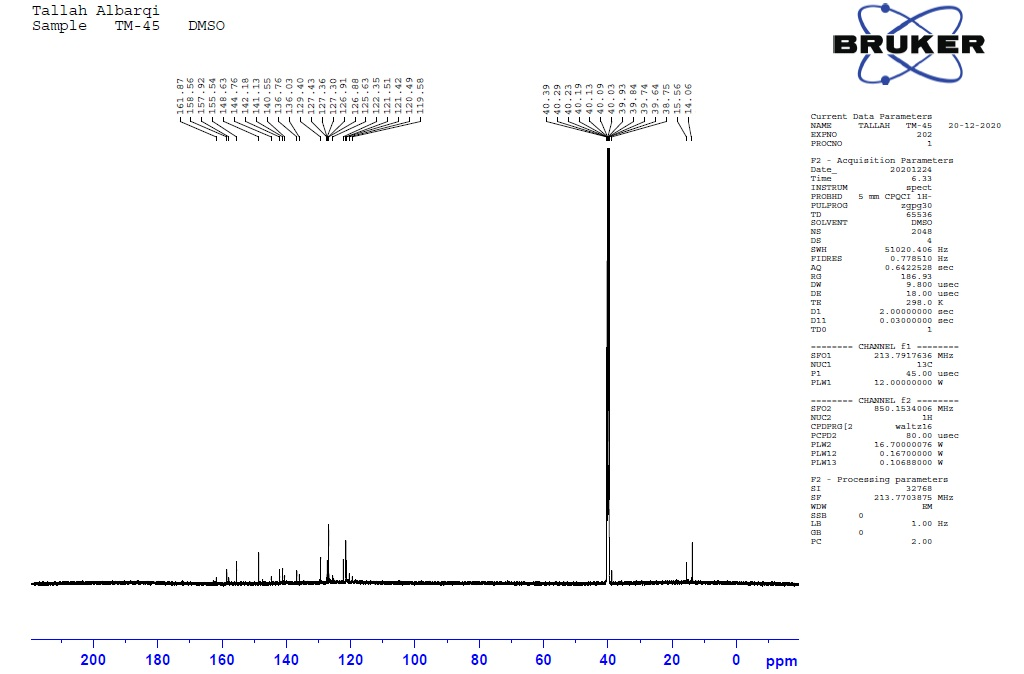 Tallah Albarqi
Sample TM-45 DMSO
BRUKER
161.87
158.56
157.92
155.54
148.63
144.76
142.18
141.13
140.55
136.76
136.03
129.40
127.43
127.36
127.30
126.91
126.88
125.63
122.35
121.51
121.42
120.49
119.58
40.39
40.29
40.23
40.19
40.13
40.09
40.03
39.93
39.84
39.74
39.64
38.75
15.56
14.06
Current Data Parameters
NAME TALLAH TM-45 20-12-2020
EXPNO 202
PROCNO 1
F2 - Acquisition Parameters
Date_ 20201224
Time 6.33
INSTRUM spect
PROBHD 5 mm CPQCI 1H-
PULPROG zgpg30
TD 65536
SOLVENT DMSO
NS 2048
DS 4
SWH 51020.406 Hz
FIDRES 0.778510 Hz
AQ 0.6422528 sec
RG 186.93
DW 9.800 usec
DE 18.00 usec
TE 298.0 K
D1 2.00000000 sec
D11 0.03000000 sec
TD0 1
======== CHANNEL f1 ========
SFO1 213.7917636 MHz
NUC1 13C
P1 45.00 usec
PLW1 12.00000000 W
======== CHANNEL f2 ========
SFO2 850.1534006 MHz
NUC2 1H
CPDPRG[2 waltz16
PCPD2 80.00 usec
PLW2 16.70000076 W
PLW12 0.16700000 W
PLW13 0.10688000 W
F2 - Processing parameters
SI 32768
SF 213.7703875 MHz
WDW EM
SSB 0
LB 1.00 Hz
GB 0
PC 2.00
200 180 160 140 120 100 80 60 40 20 0 ppm